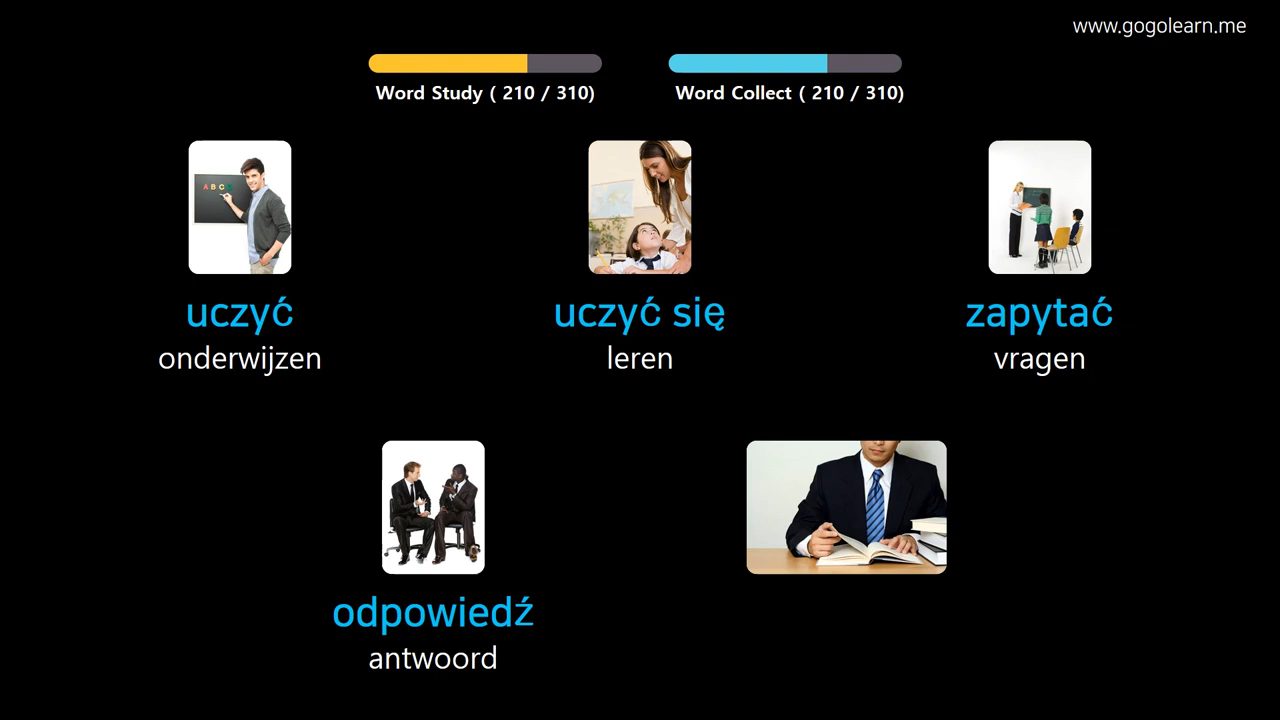 www.gogolearn.me
Word Study ( 210 / 310)
Word Collect ( 210 / 310)
A B C D
uczyć
onderwijzen
uczyć się
leren
zapytać
vragen
odpowiedź
antwoord